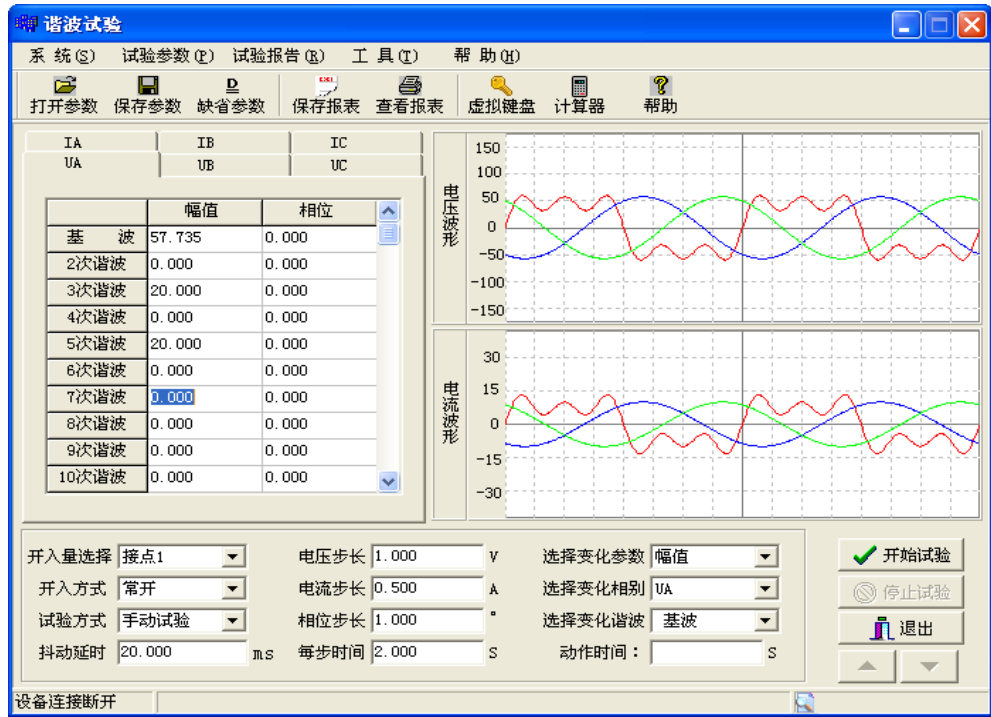 谐波试验
系 统(S) 试验参数(P) 试验报告(R) 工 具(T) 帮 助(H)
打开参数 保存参数 缺省参数 保存报表 查看报表 虚拟键盘 计算器 帮助
IA IB IC
UA UB UC
幅值 相位
基 波 57.735 0.000
2次谐波 0.000 0.000
3次谐波 20.000 0.000
4次谐波 0.000 0.000
5次谐波 20.000 0.000
6次谐波 0.000 0.000
7次谐波 0.000 0.000
8次谐波 0.000 0.000
9次谐波 0.000 0.000
10次谐波 0.000 0.000
电压波形
150
100
50
0
-50
-100
-150
电流波形
30
15
0
-15
-30
开入量选择 接点1 电压步长 1.000 V 选择变化参数 幅值
开入方式 常开 电流步长 0.500 A 选择变化相别 UA
试验方式 手动试验 相位步长 1.000 ° 选择变化谐波 基波
抖动延时 20.000 ms 每步时间 2.000 S 动作时间： S
开始试验
停止试验
退出
设备连接断开